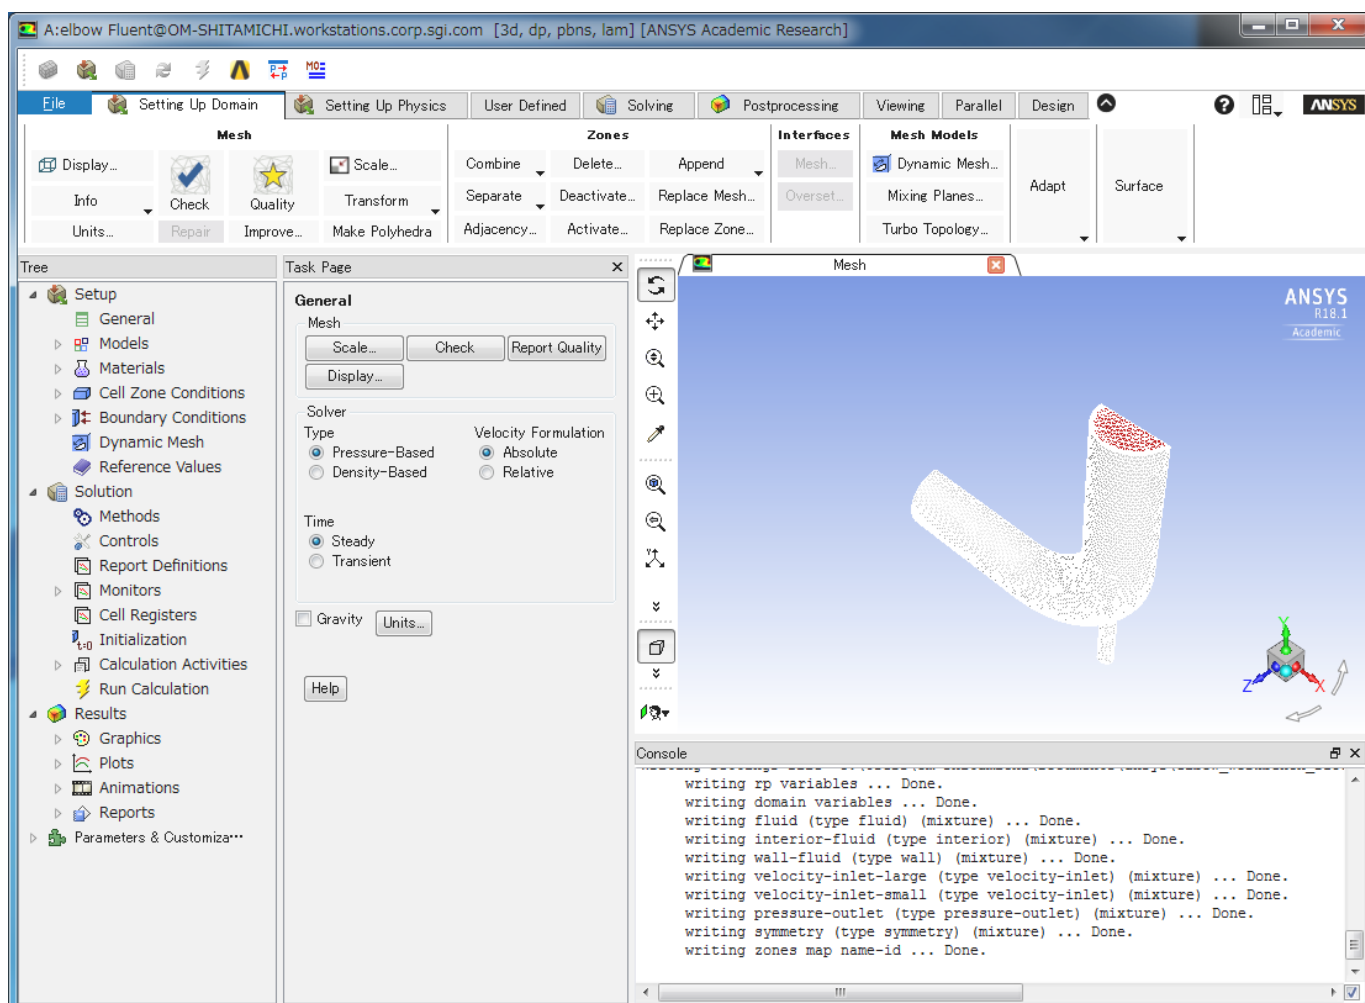 A:elbow Fluent@OM-SHITAMICHI.workstations.corp.sgi.com [3d, dp, pbns, lam] [ANSYS Academic Research]
File Setting Up Domain Setting Up Physics User Defined Solving Postprocessing Viewing Parallel Design ANSYS
Mesh Zones Interfaces Mesh Models
Display... Scale... Combine Delete... Append Mesh... Dynamic Mesh...
Info Check Quality Transform Separate Deactivate... Replace Mesh... Overset... Mixing Planes... Adapt Surface
Units... Repair Improve... Make Polyhedra Adjacency... Activate... Replace Zone... Turbo Topology...
Tree
Setup
General
Models
Materials
Cell Zone Conditions
Boundary Conditions
Dynamic Mesh
Reference Values
Solution
Methods
Controls
Report Definitions
Monitors
Cell Registers
Initialization
Calculation Activities
Run Calculation
Results
Graphics
Plots
Animations
Reports
Parameters & Customiza···
Task Page
General
Mesh
Scale... Check Report Quality
Display...
Solver
Type Velocity Formulation
Pressure-Based Absolute
Density-Based Relative
Time
Steady
Transient
Gravity Units...
Help
Mesh
ANSYS
R18.1
Academic
Y
Z X
Console
writing rp variables ... Done.
writing domain variables ... Done.
writing fluid (type fluid) (mixture) ... Done.
writing interior-fluid (type interior) (mixture) ... Done.
writing wall-fluid (type wall) (mixture) ... Done.
writing velocity-inlet-large (type velocity-inlet) (mixture) ... Done.
writing velocity-inlet-small (type velocity-inlet) (mixture) ... Done.
writing pressure-outlet (type pressure-outlet) (mixture) ... Done.
writing symmetry (type symmetry) (mixture) ... Done.
writing zones map name-id ... Done.